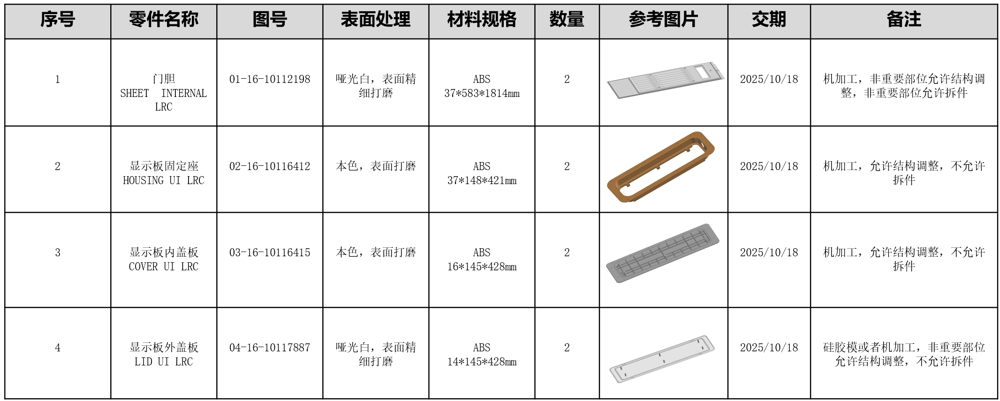 序号 零件名称 图号 表面处理 材料规格 数量 参考图片 交期 备注
1 门胆 01-16-10112198 哑光白，表面精 ABS 2 2025/10/18 机加工，非重要部位允许结构调
SHEET INTERNAL 细打磨 37*583*1814mm 整，非重要部位允许拆件
LRC
2 显示板固定座 02-16-10116412 本色，表面打磨 ABS 2 2025/10/18 机加工，允许结构调整，不允许
HOUSING UI LRC 37*148*421mm 拆件
3 显示板内盖板 03-16-10116415 本色，表面打磨 ABS 2 2025/10/18 机加工，允许结构调整，不允许
COVER UI LRC 16*145*428mm 拆件
4 显示板外盖板 04-16-10117887 哑光白，表面精 ABS 2 2025/10/18 硅胶模或者机加工，非重要部位
LID UI LRC 细打磨 14*145*428mm 允许结构调整，不允许拆件